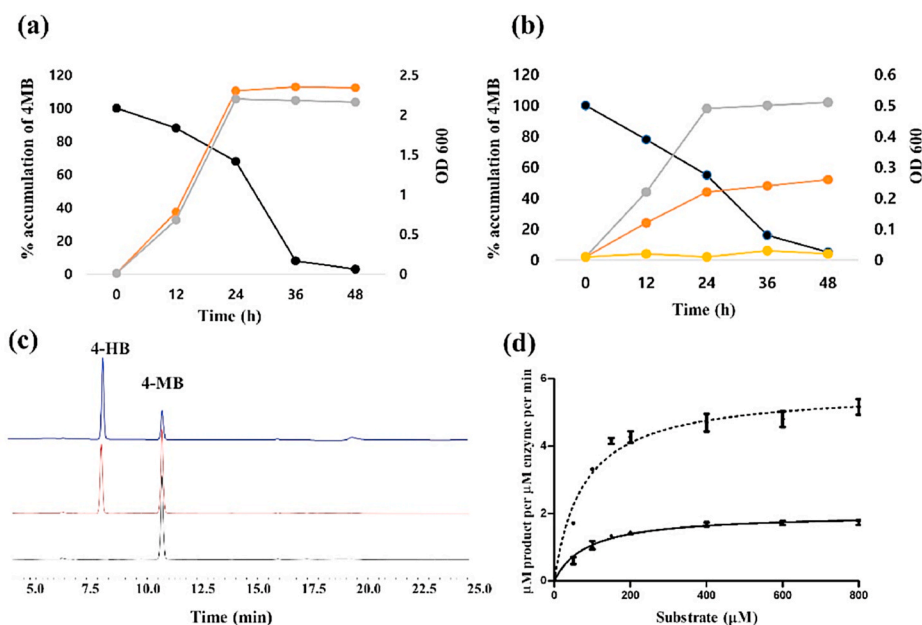 (a)
120
100
80
60
40
20
0
% accumulation of 4MB
2.5
2
1.5
1
0.5
0
OD 600
0 12 24 36 48
Time (h)
(b)
120
100
80
60
40
20
0
% accumulation of 4MB
0.6
0.5
0.4
0.3
0.2
0.1
0
OD 600
0 12 24 36 48
Time (h)
(c)
4-HB
4-MB
5.0 7.5 10.0 12.5 15.0 17.5 20.0 22.5 25.0
Time (min)
(d)
6
4
2
0
µM product per µM enzyme per min
200 400 600 800
Substrate (µM)